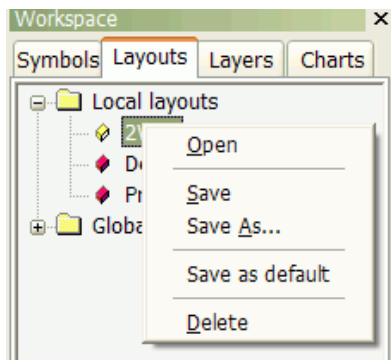 Workspace
Symbols Layouts Layers Charts
Local layouts
Open
Save
Save As...
Save as default
Delete